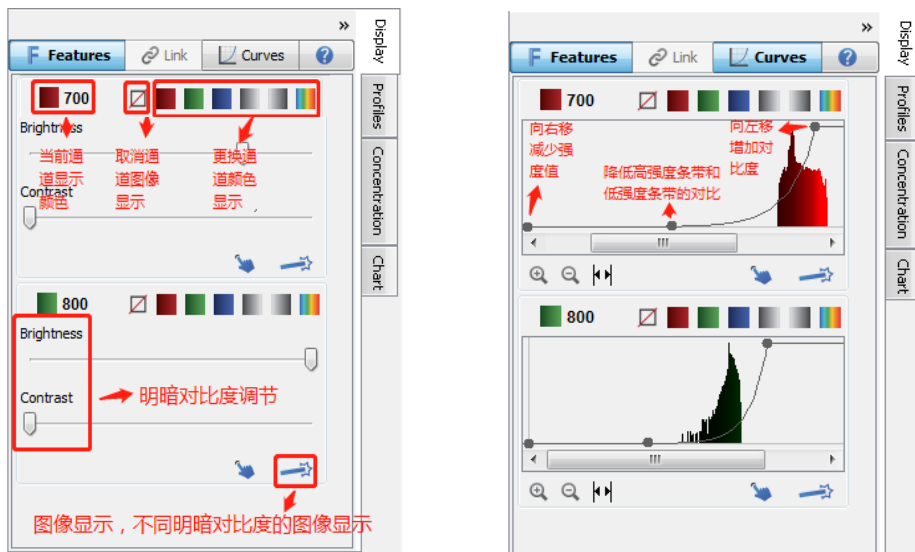 »
F Features
Link
Curves
?
Display
Profiles
Concentration
Chart
700
Brightness
当前通
道显示
颜色
取消通
道图像
显示
更换通
道颜色
显示
Contrast
800
Brightness
Contrast
明暗对比度调节
图像显示，不同明暗对比度的图像显示
»
F Features
Link
Curves
?
Display
Profiles
Concentration
Chart
700
向右移
减少强
度值
降低高强度条带和
低强度条带的对比
向左移
增加对
比度
800